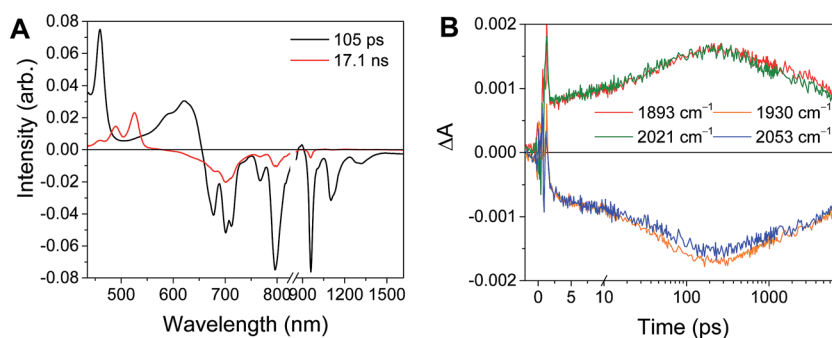 A
0.08
0.06
0.04
0.02
0.00
-0.02
-0.04
-0.06
-0.08
Intensity (arb.)
105 ps
17.1 ns
500 600 700 800 900 1200 1500
Wavelength (nm)
B
0.002
0.001
0.000
-0.001
-0.002
ΔA
1893 cm⁻¹ 1930 cm⁻¹
2021 cm⁻¹ 2053 cm⁻¹
0 5 10 100 1000
Time (ps)